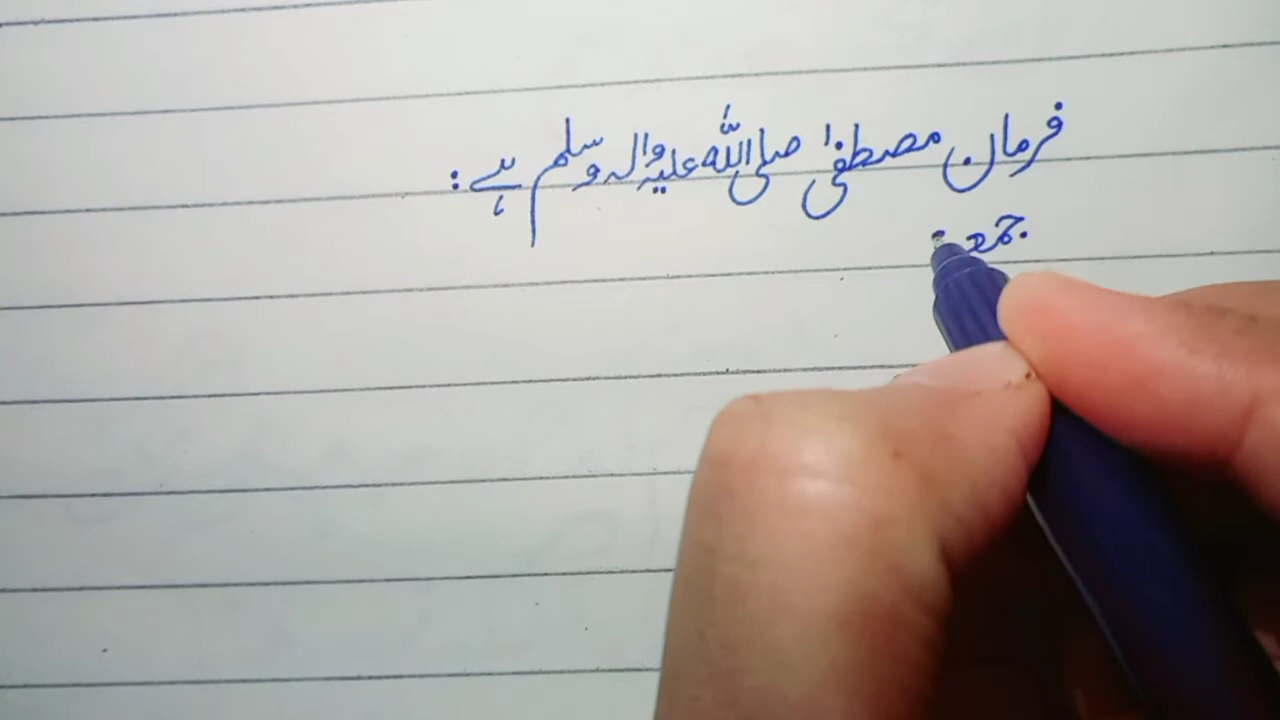 فرمان مصطفیٰ صلی اللہ علیہ والہ وسلم ہے:
جمعہ